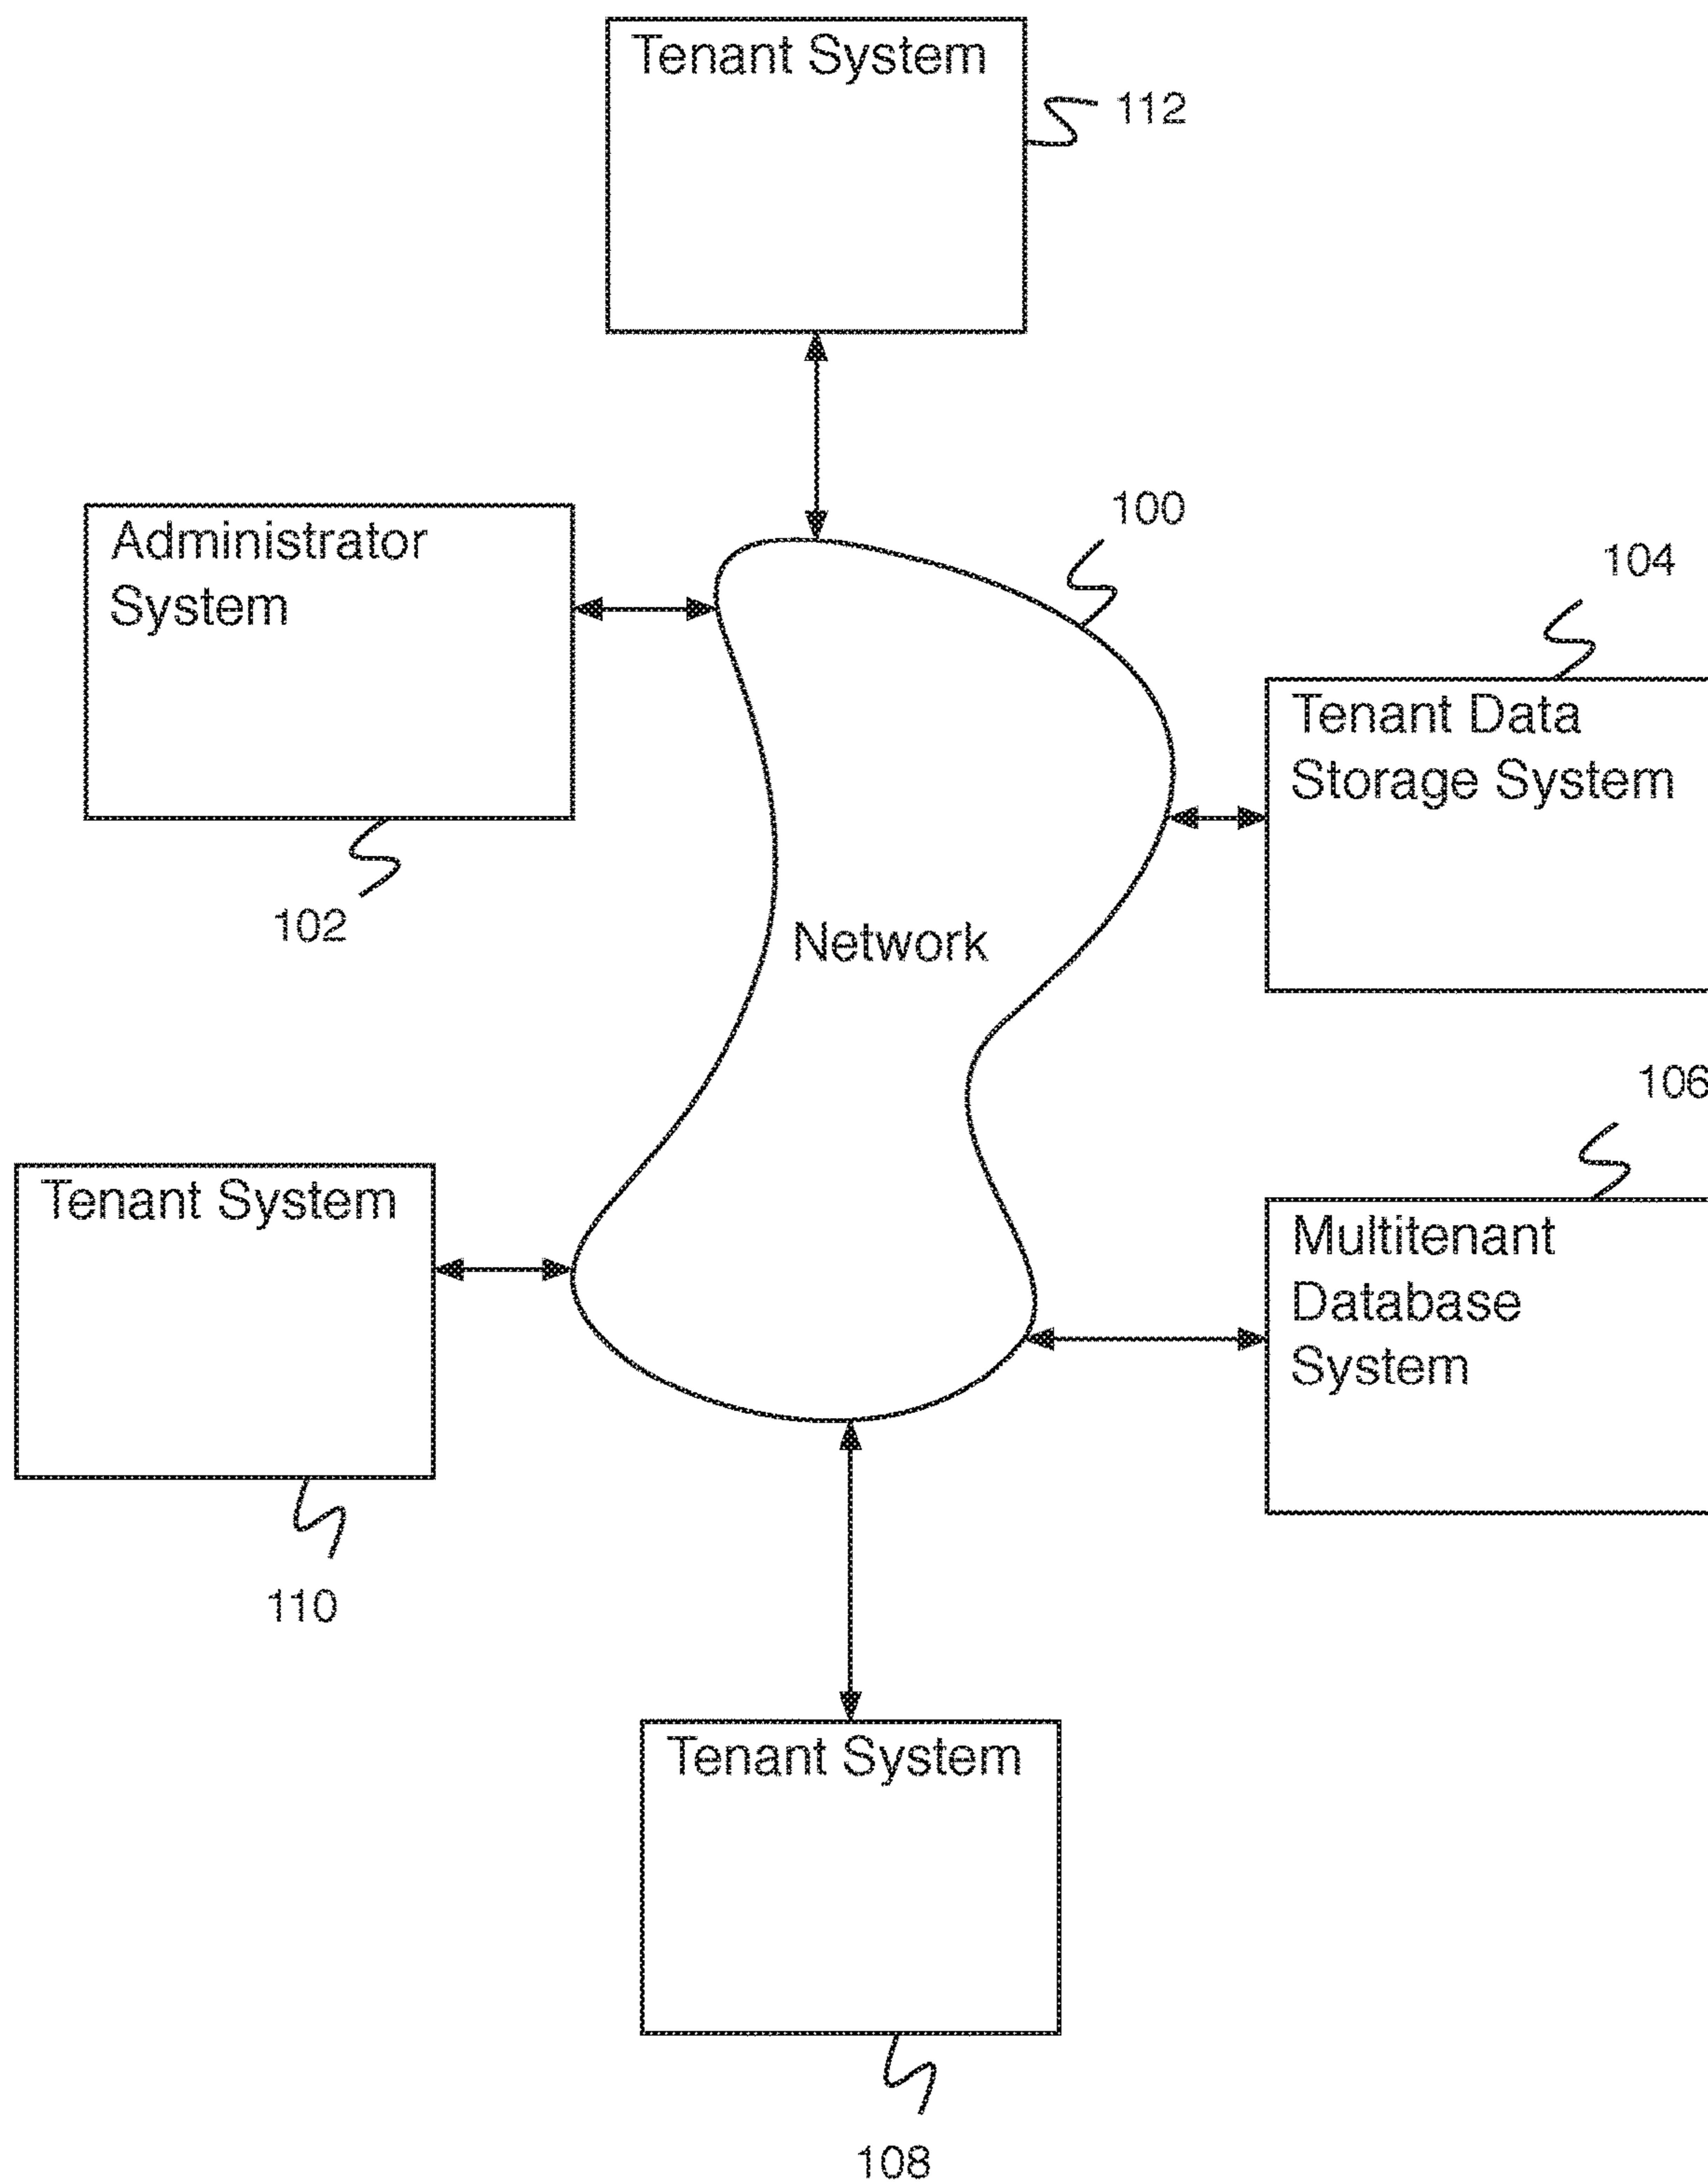 Tenant System
112
100
Administrator
System
104
Tenant Data
Storage System
102
Network
106
Tenant System
Multitenant
Database
System
110
Tenant System
108